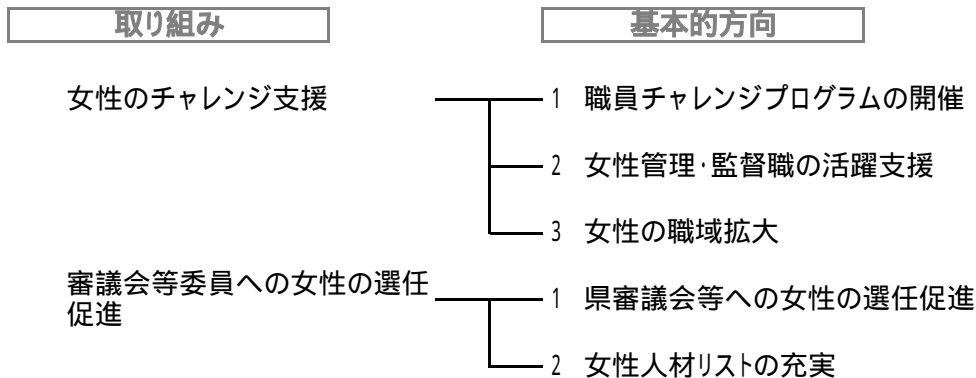 取り組み
基本的方向
女性のチャレンジ支援
1 職員チャレンジプログラムの開催
2 女性管理・監督職の活躍支援
3 女性の職域拡大
審議会等委員への女性の選任
促進
1 県審議会等への女性の選任促進
2 女性人材リストの充実